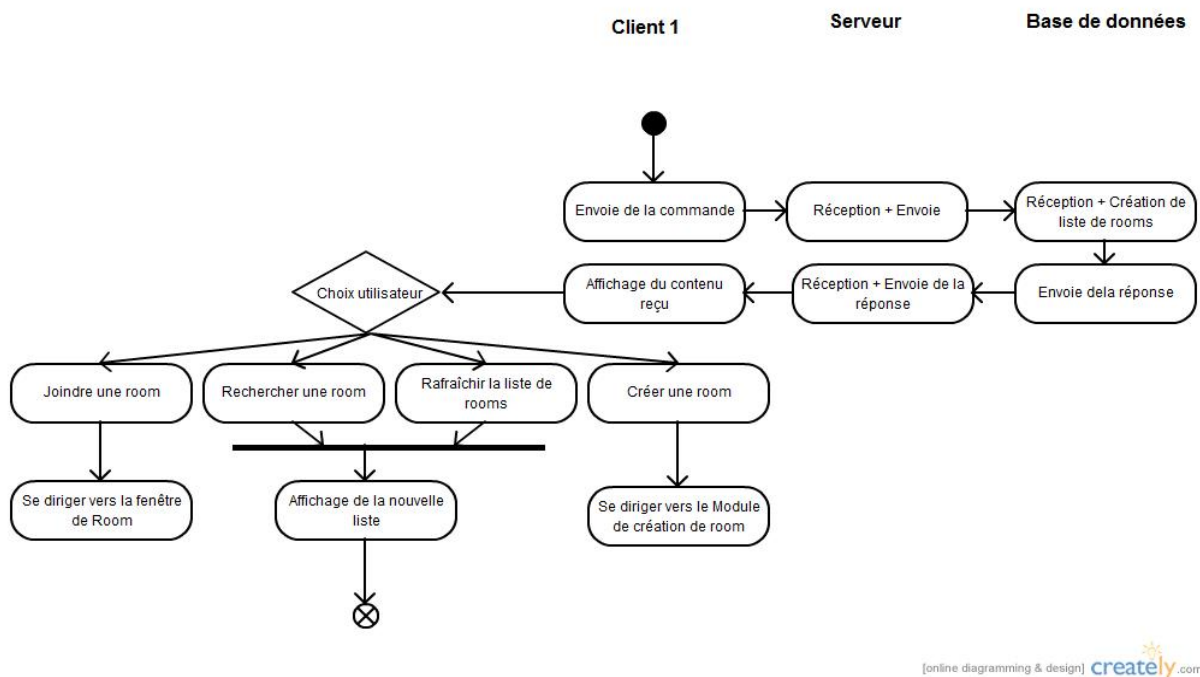 Client 1
Serveur
Base de données
Envoie de la commande
Réception + Envoie
Réception + Création de
liste de rooms
Choix utilisateur
Affichage du contenu
reçu
Réception + Envoie de la
réponse
Envoie dela réponse
Joindre une room
Rechercher une room
Rafraîchir la liste de
rooms
Créer une room
Se diriger vers la fenêtre
de Room
Affichage de la nouvelle
liste
Se diriger vers le Module
de création de room
[online diagramming & design] creately.com